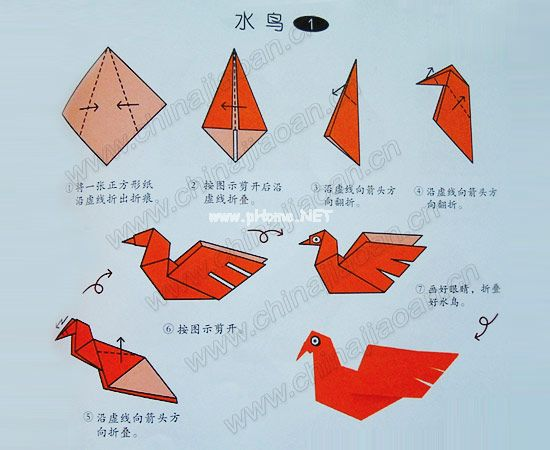 水鸟 1
①将一张正方形纸
沿虚线折出折痕。
②按图示剪开后沿
虚线折叠。
③沿虚线向箭头方
向翻折。
④沿虚线向箭头方
向翻折。
www.pHome.NET
⑦画好眼睛，折叠
好水鸟。
⑥按图示剪开。
⑤沿虚线向箭头方
向折叠。
www.chinajiaoan.cn
www.chinajiaoan.cn
www.chinajiaoan.cn